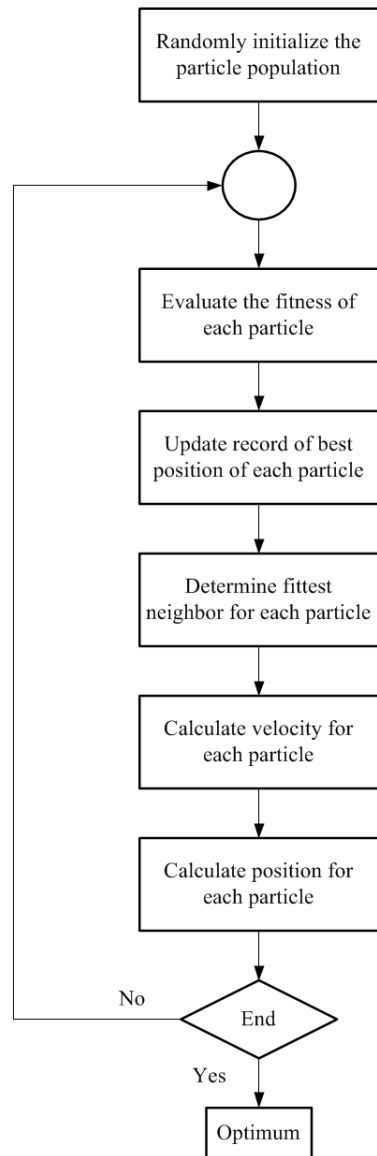 Randomly initialize the
particle population
Evaluate the fitness of
each particle
Update record of best
position of each particle
Determine fittest
neighbor for each particle
Calculate velocity for
each particle
Calculate position for
each particle
No
End
Yes
Optimum